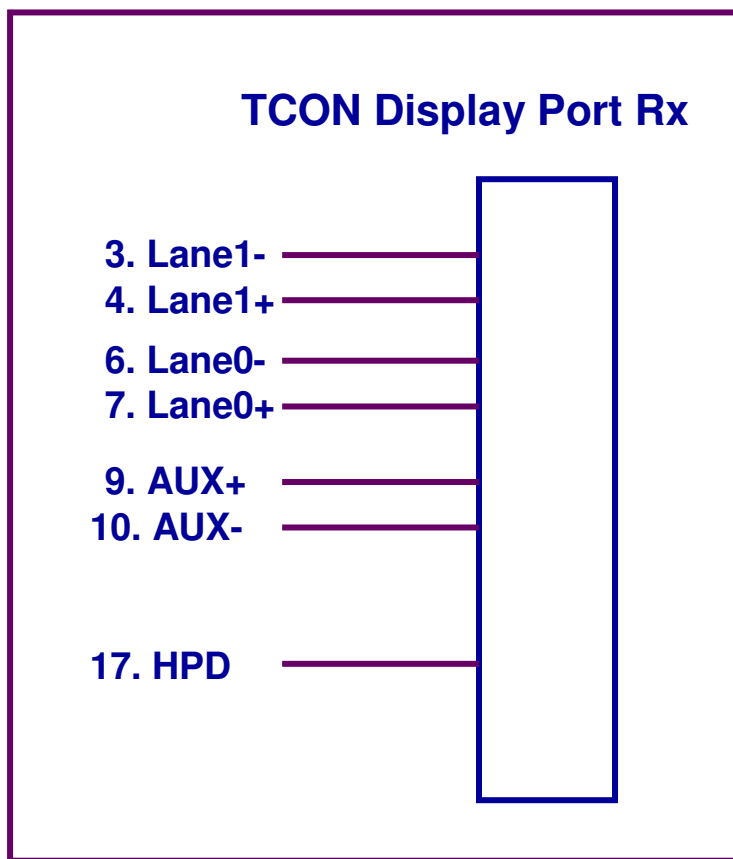 TCON Display Port Rx
3. Lane1-
4. Lane1+
6. Lane0-
7. Lane0+
9. AUX+
10. AUX-
17. HPD